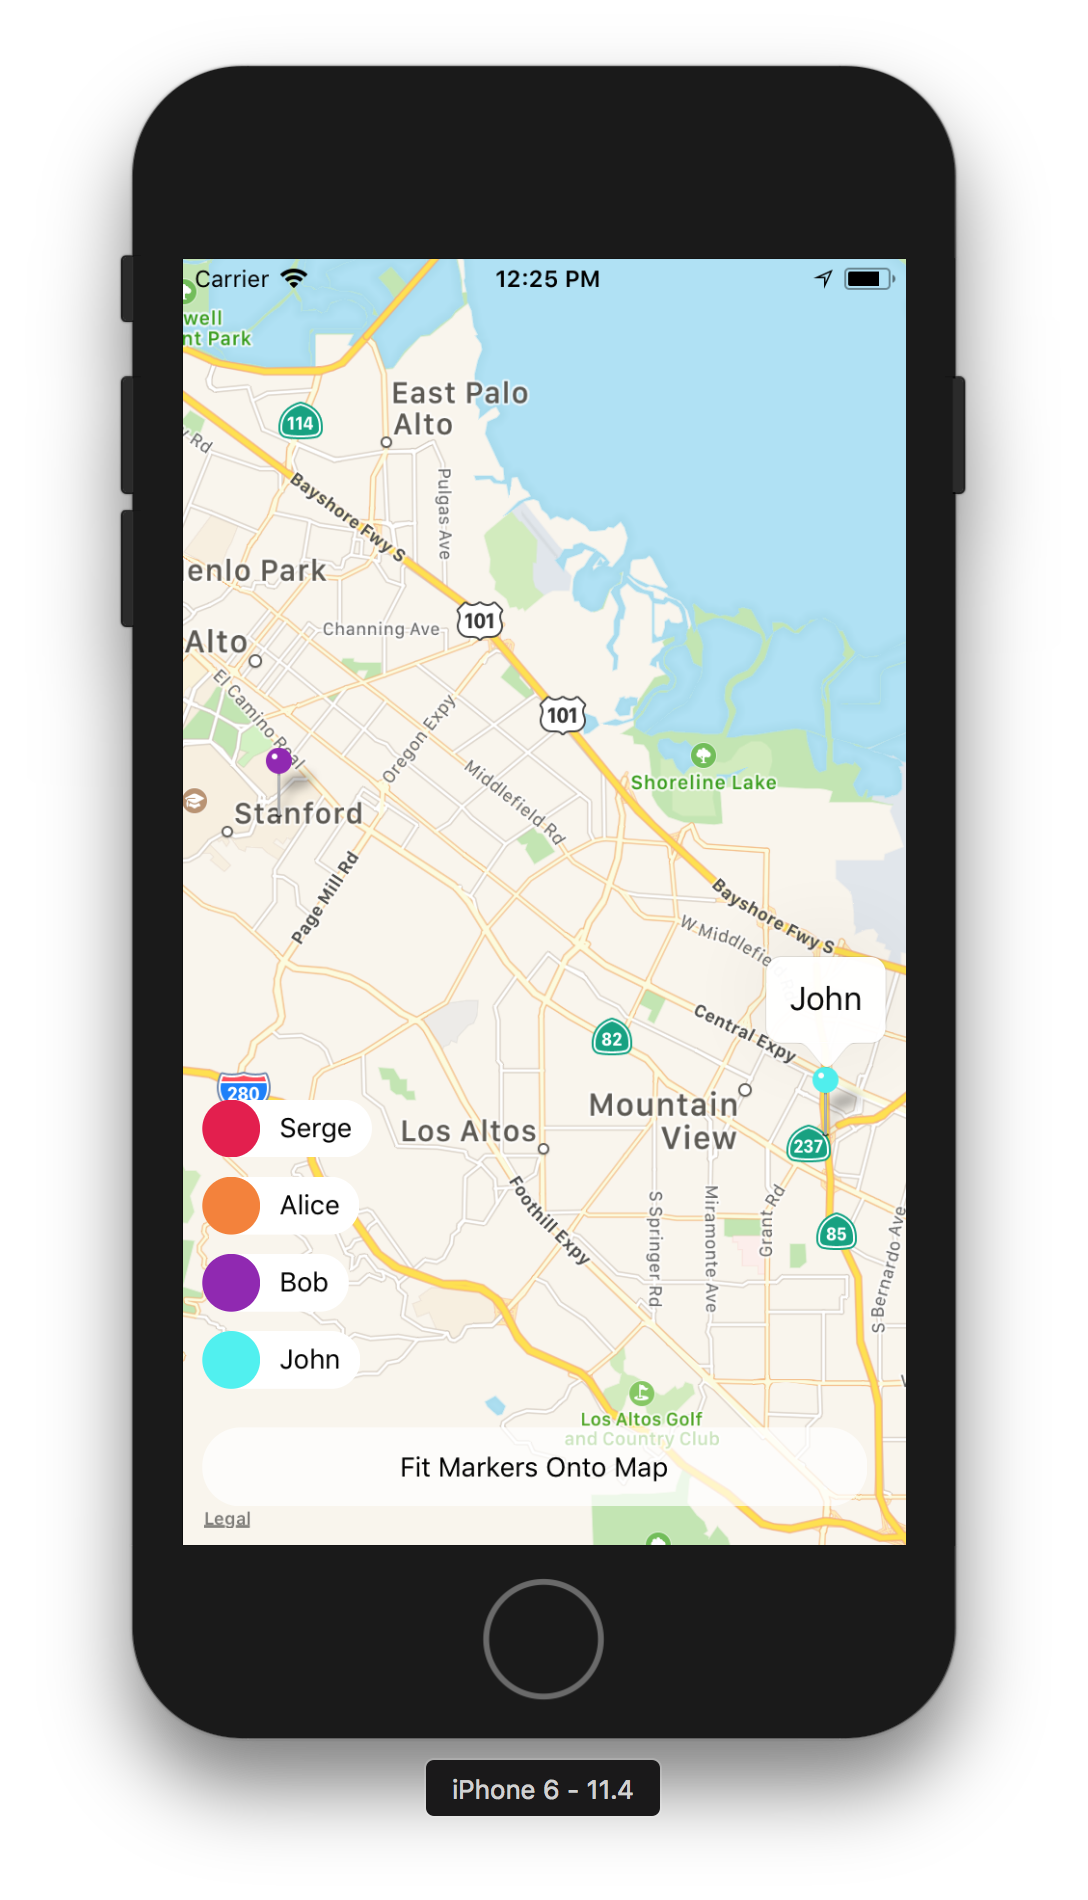 Carrier
12:25 PM
well
nt Park
East Palo
Alto
114
y Rd
Pulgas Ave
Bayshore Fwy S
enlo Park
101
Channing Ave
Alto
El Camino Real
Oregon Expy
101
Middlefield Rd
Shoreline Lake
Stanford
Page Mill Rd
Bayshore Fwy S
W Middlefie
John
Central Expy
82
280
Mountain
View
Serge
Los Altos
237
Foothill Expy
S Springer Rd
Miramonte Ave
Grant Rd
85
S Bernardo Ave
Alice
Bob
John
Los Altos Golf
and Country Club
Fit Markers Onto Map
Legal
iPhone 6 - 11.4